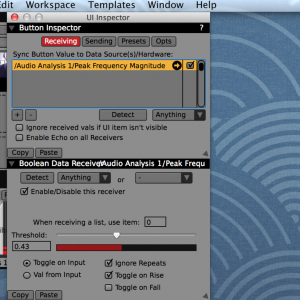 dit Workspace Templates Window Help
UI Inspector
Button Inspector ?
Receiving Sending Presets Opts
Sync Button Value to Data Source(s)/Hardware:
/Audio Analysis 1/Peak Frequency Magnitude
+ - Detect Anything
Ignore received vals if UI item isn't visible
Enable Echo on all Receivers
Copy Paste
Boolean Data Receive /Audio Analysis 1/Peak Frequ
Detect Anything or -
Enable/Disable this receiver
When receiving a list, use item: 0
Threshold:
0.43
Toggle on Input Ignore Repeats
Val from Input Toggle on Rise
Toggle on Fall
Copy Paste